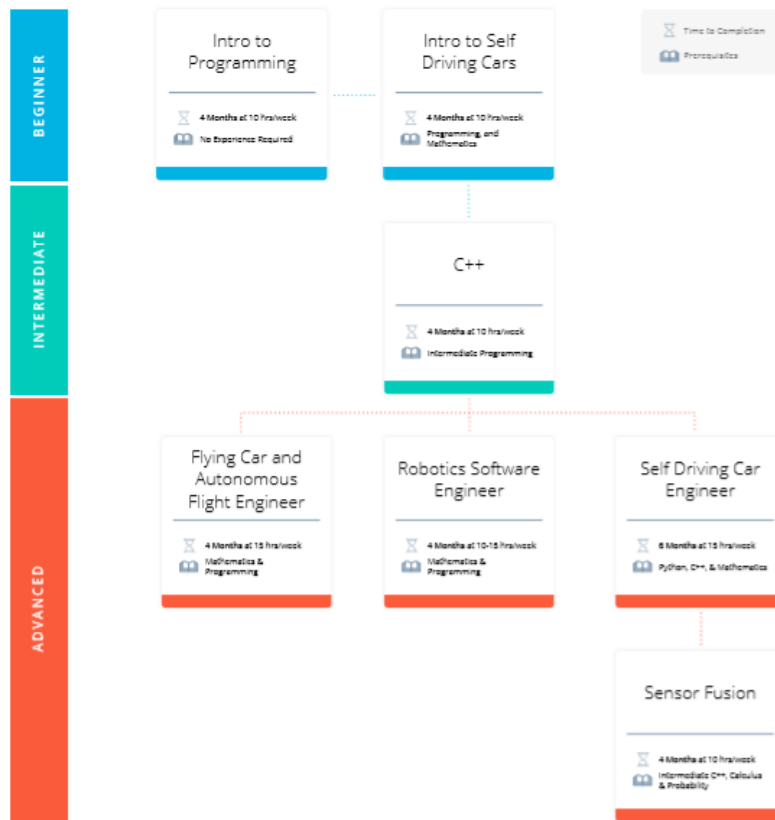 BEGINNER
Intro to
Programming
4 Months at 10 hrs/week
No Experience Required
Intro to Self
Driving Cars
4 Months at 10 hrs/week
Programming, and
Mathematics
Time to Completion
Prerequisites
INTERMEDIATE
C++
4 Months at 10 hrs/week
Intermediate Programming
ADVANCED
Flying Car and
Autonomous
Flight Engineer
4 Months at 15 hrs/week
Mathematics &
Programming
Robotics Software
Engineer
4 Months at 10-15 hrs/week
Mathematics &
Programming
Self Driving Car
Engineer
6 Months at 15 hrs/week
Python, C++, & Mathematics
Sensor Fusion
4 Months at 10 hrs/week
Intermediate C++, Calculus
& Probability